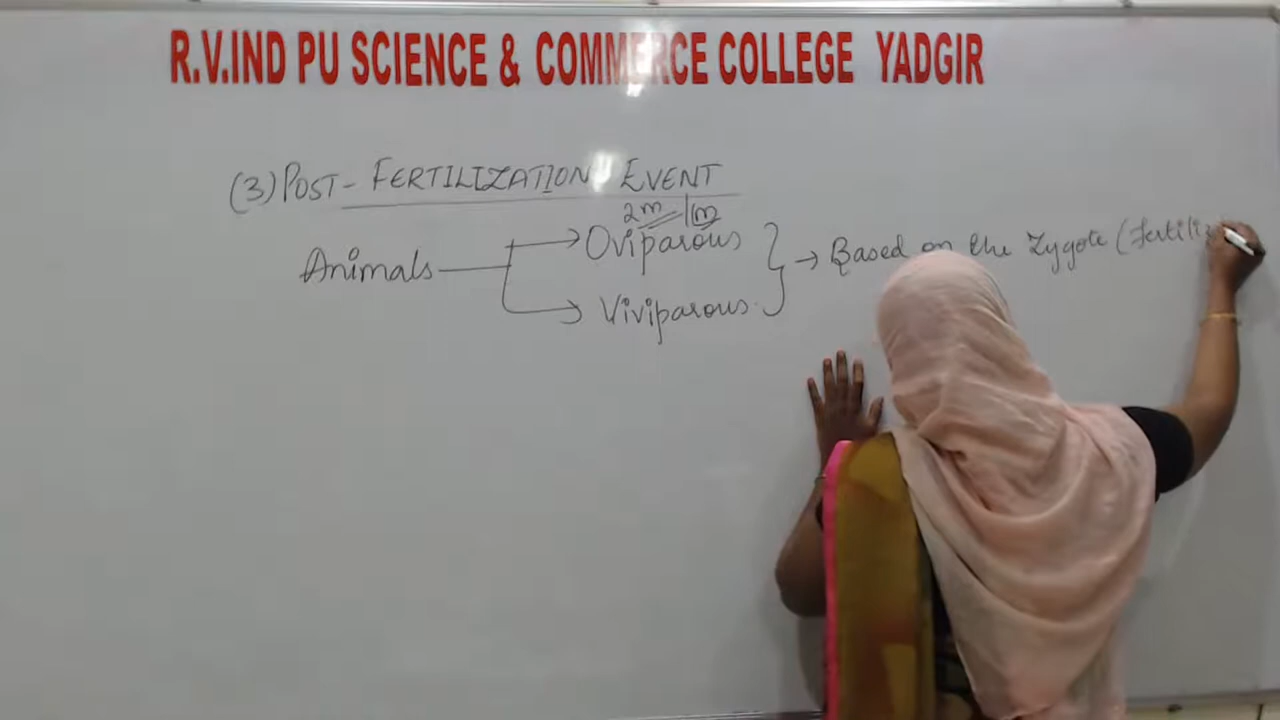 R.V.IND PU SCIENCE & COMMERCE COLLEGE YADGIR
(3) POST-FERTILIZATION EVENT
2m 1m
Animals → Oviparous } → Based on the Zygote (fertiliz
→ Viviparous